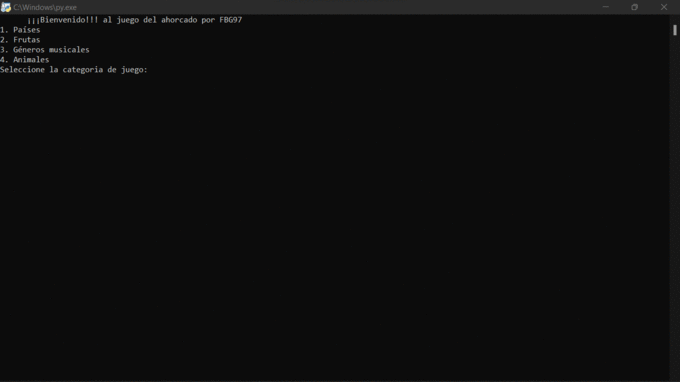 C:\Windows\py.exe
¡¡¡Bienvenido!!! al juego del ahorcado por FBG97
1. Países
2. Frutas
3. Géneros musicales
4. Animales
Seleccione la categoria de juego: